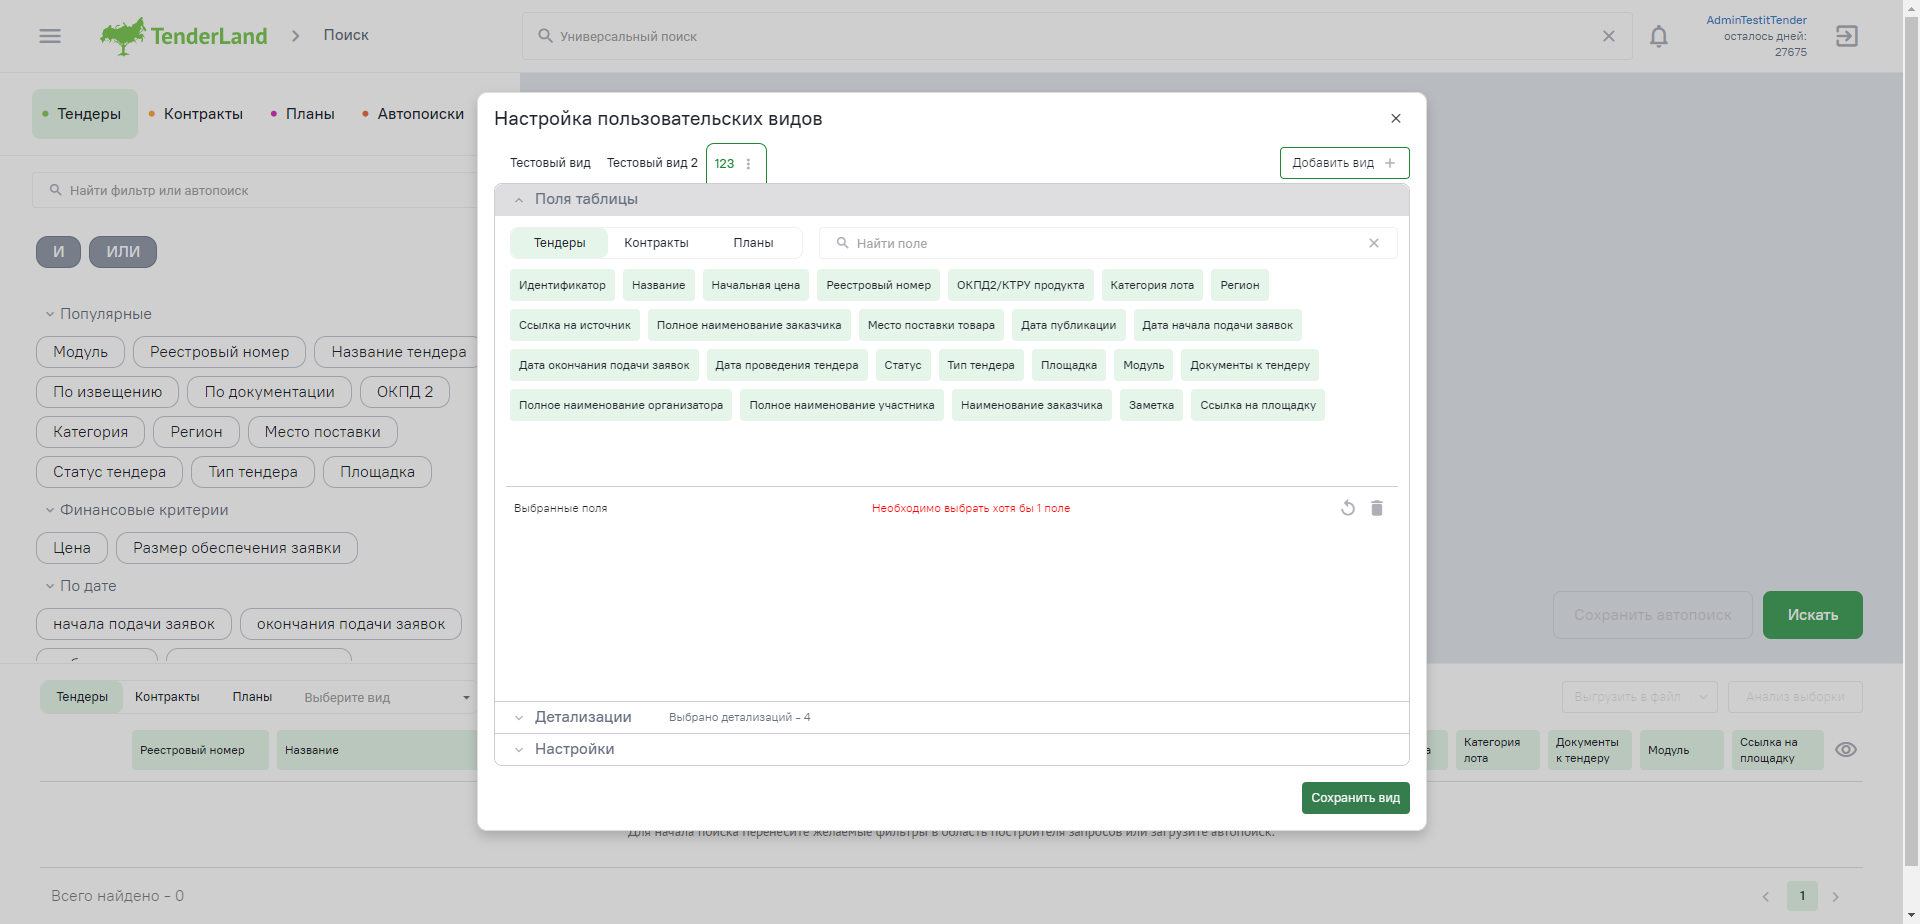 TenderLand
Поиск
Универсальный поиск
AdminTestitTender
осталось дней:
27675
Тендеры
Контракты
Планы
Автопоиски
Найти фильтр или автопоиск
И
ИЛИ
Популярные
Модуль
Реестровый номер
Название тендера
По извещению
По документации
ОКПД 2
Категория
Регион
Место поставки
Статус тендера
Тип тендера
Площадка
Финансовые критерии
Цена
Размер обеспечения заявки
По дате
начала подачи заявок
окончания подачи заявок
Настройка пользовательских видов
Тестовый вид
Тестовый вид 2
123
Добавить вид
Поля таблицы
Тендеры
Контракты
Планы
Найти поле
Идентификатор
Название
Начальная цена
Реестровый номер
ОКПД2/КТРУ продукта
Категория лота
Регион
Ссылка на источник
Полное наименование заказчика
Место поставки товара
Дата публикации
Дата начала подачи заявок
Дата окончания подачи заявок
Дата проведения тендера
Статус
Тип тендера
Площадка
Модуль
Документы к тендеру
Полное наименование организатора
Полное наименование участника
Наименование заказчика
Заметка
Ссылка на площадку
Выбранные поля
Необходимо выбрать хотя бы 1 поле
Детализации
Выбрано детализаций - 4
Настройки
Сохранить вид
Сохранить автопоиск
Искать
Тендеры
Контракты
Планы
Выберите вид
Выгрузить в файл
Анализ выборки
Реестровый номер
Название
Категория
лота
Документы
к тендеру
Модуль
Ссылка на
площадку
Для начала поиска перенесите желаемые фильтры в область построителя запросов или загрузите автопоиск.
Всего найдено - 0
1